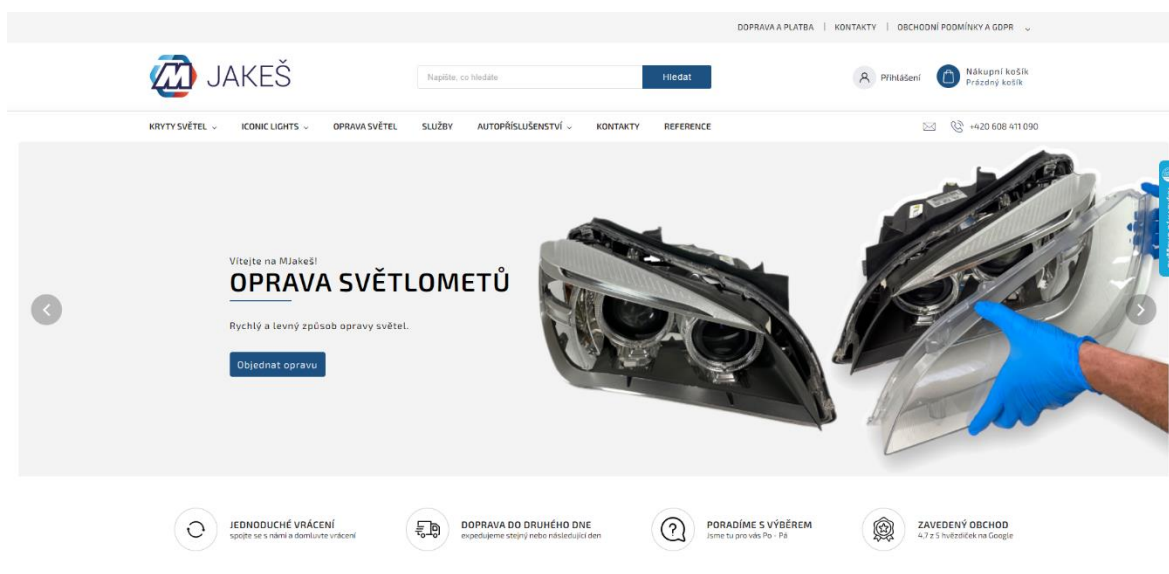 DOPRAVA A PLATBA
KONTAKTY
OBCHODNÍ PODMÍNKY A GDPR
JAKEŠ
Napište, co hledáte
Hledat
Přihlášení
Nákupní košík
Prázdný košík
KRYTY SVĚTEL
ICONIC LIGHTS
OPRAVA SVĚTEL
SLUŽBY
AUTOPŘÍSLUŠENSTVÍ
KONTAKTY
REFERENCE
+420 608 411 090
Vítejte na MJakeš!
OPRAVA SVĚTLOMETŮ
Rychlý a levný způsob opravy světel.
Objednat opravu
JEDNODUCHÉ VRÁCENÍ
spojte se s námi a domluvte vrácení
DOPRAVA DO DRUHÉHO DNE
expedujeme stejný nebo následující den
PORADÍME S VÝBĚREM
Jsme tu pro vás Po - Pá
ZAVEDENÝ OBCHOD
4,7 z 5 hvězdiček na Google